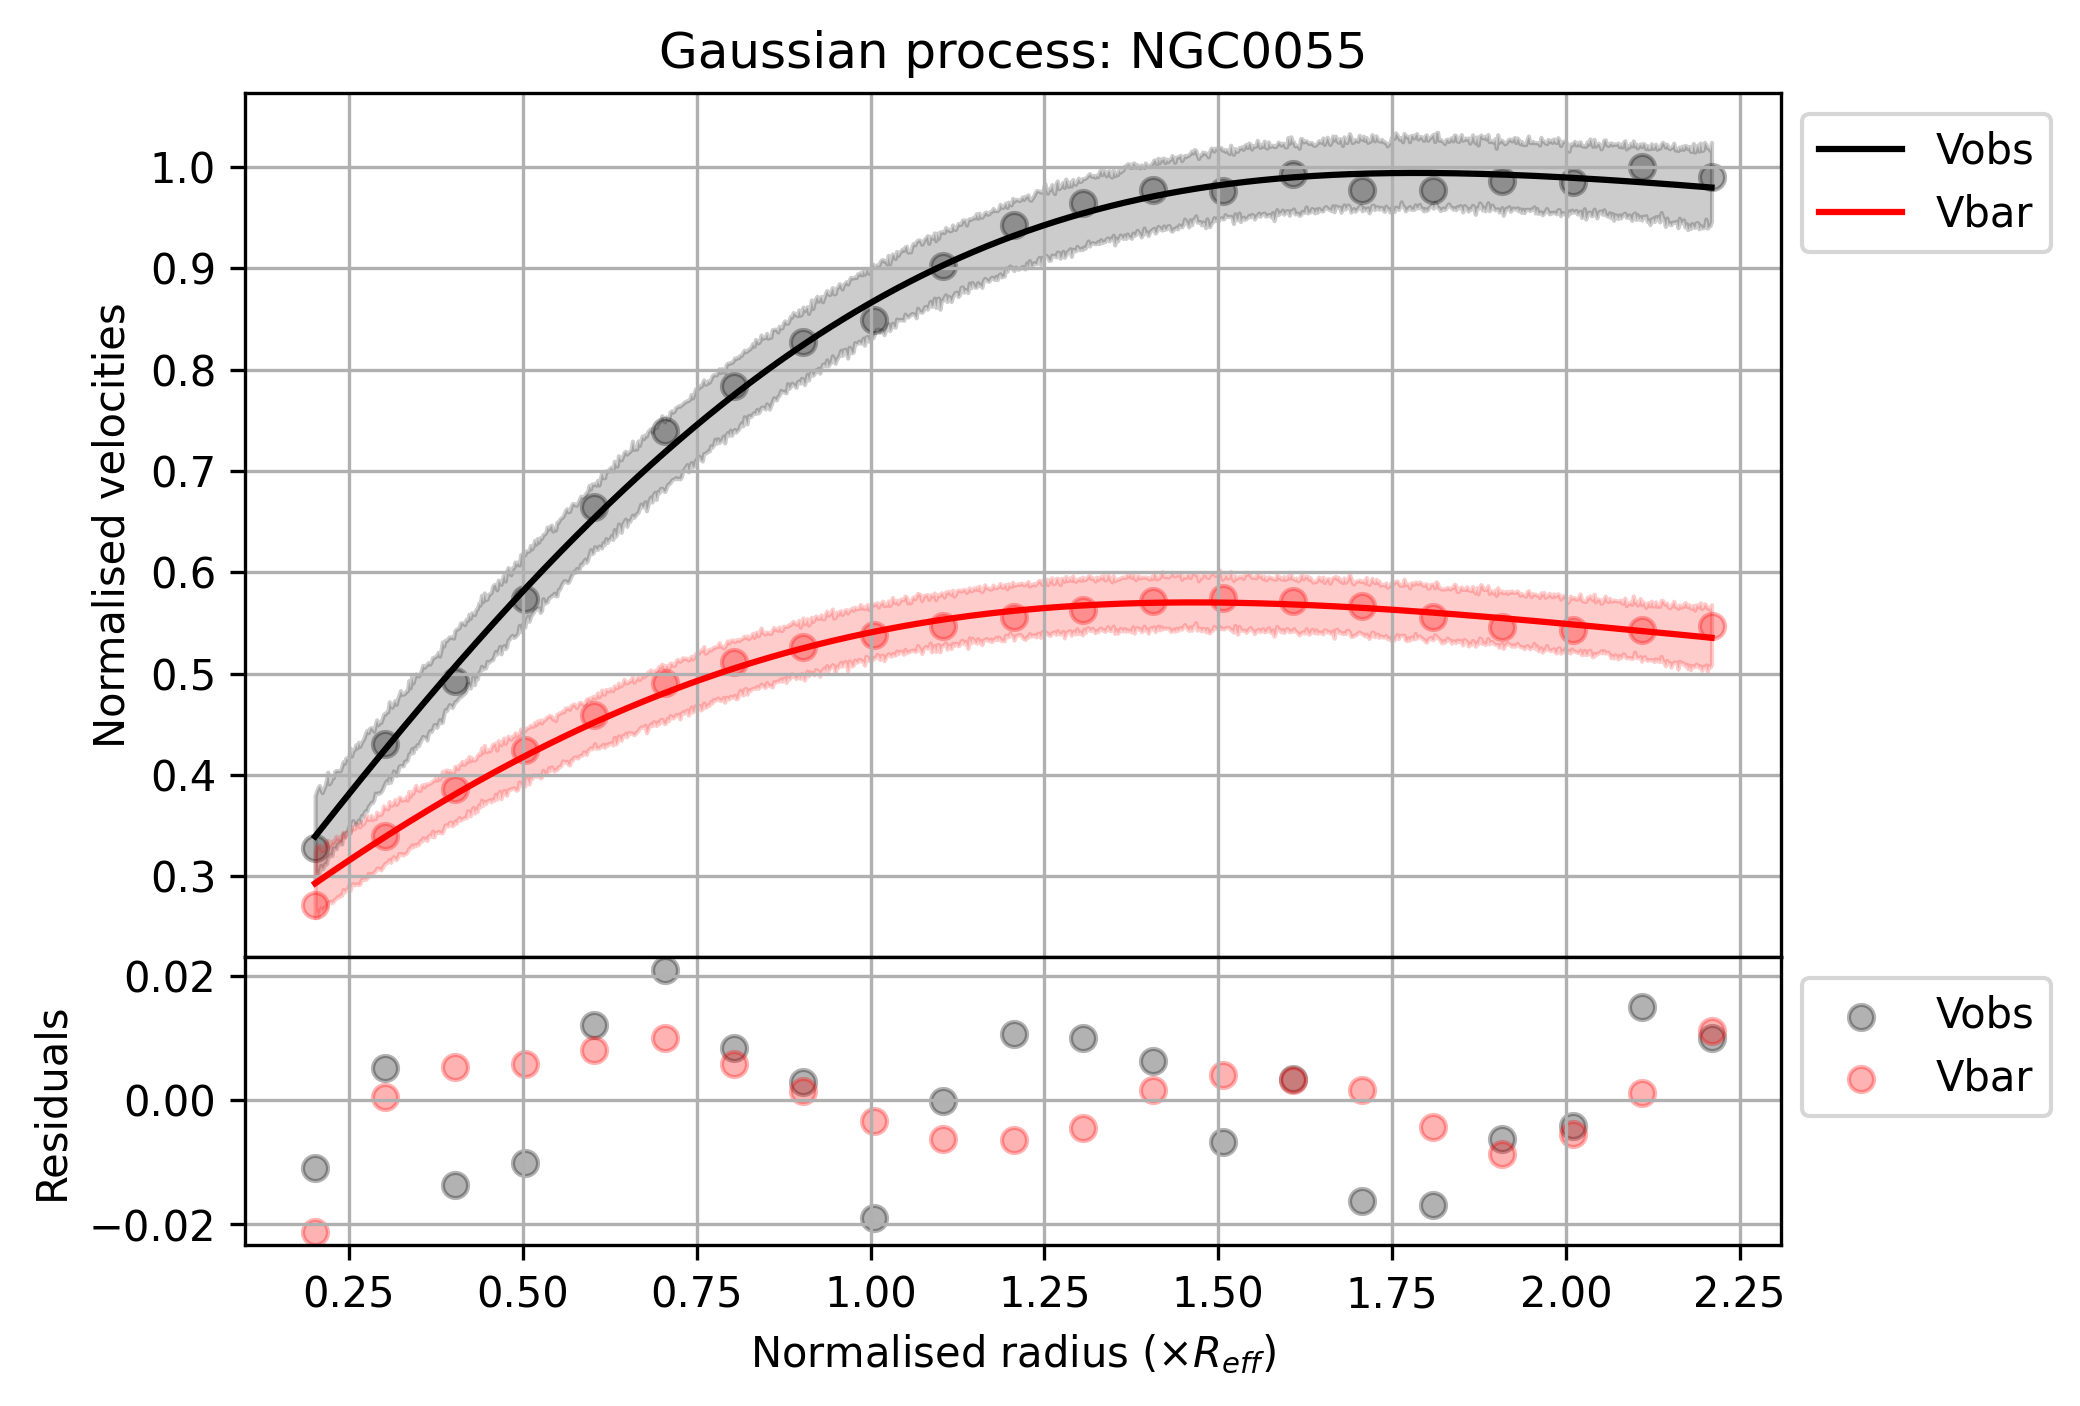 Gaussian process: NGC0055
Normalised velocities
1.0
0.9
0.8
0.7
0.6
0.5
0.4
0.3
Vobs
Vbar
Residuals
0.02
0.00
−0.02
Vobs
Vbar
0.25 0.50 0.75 1.00 1.25 1.50 1.75 2.00 2.25
Normalised radius (×R_eff)